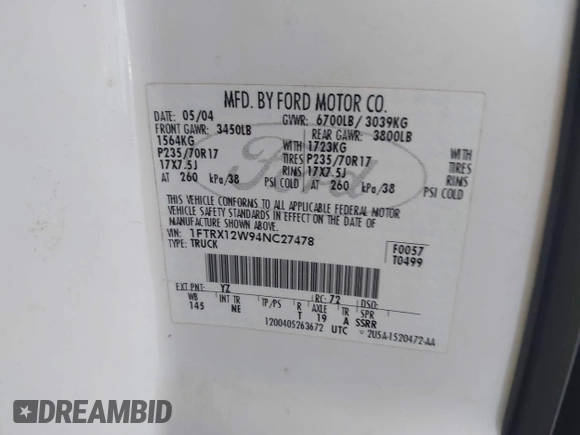 MFD. BY FORD MOTOR CO.
DATE: 05/04 GVWR: 6700LB/ 3039KG
FRONT GAWR: 3450LB REAR GAWR: 3800LB
1564KG WITH 1723KG WITH
P235/70R17 TIRES P235/70R17 TIRES
17X7.5J RIMS 17X7.5J RIMS
AT 260 kPa/38 PSI COLD AT 260 kPa/38 PSI COLD
THIS VEHICLE CONFORMS TO ALL APPLICABLE FEDERAL MOTOR
VEHICLE SAFETY STANDARDS IN EFFECT ON THE DATE OF
MANUFACTURE SHOWN ABOVE.
VIN: 1FTRX12W94NC27478 F0057
TYPE: TRUCK T0499
EXT PNT: YZ RC: 72 DSO:
WB INT TR TP/PS R AXLE TR SPR
145 NE T 19 A SSRR
1200405263672 UTC 2U5A-1520472-AA
Ford
DREAMBID